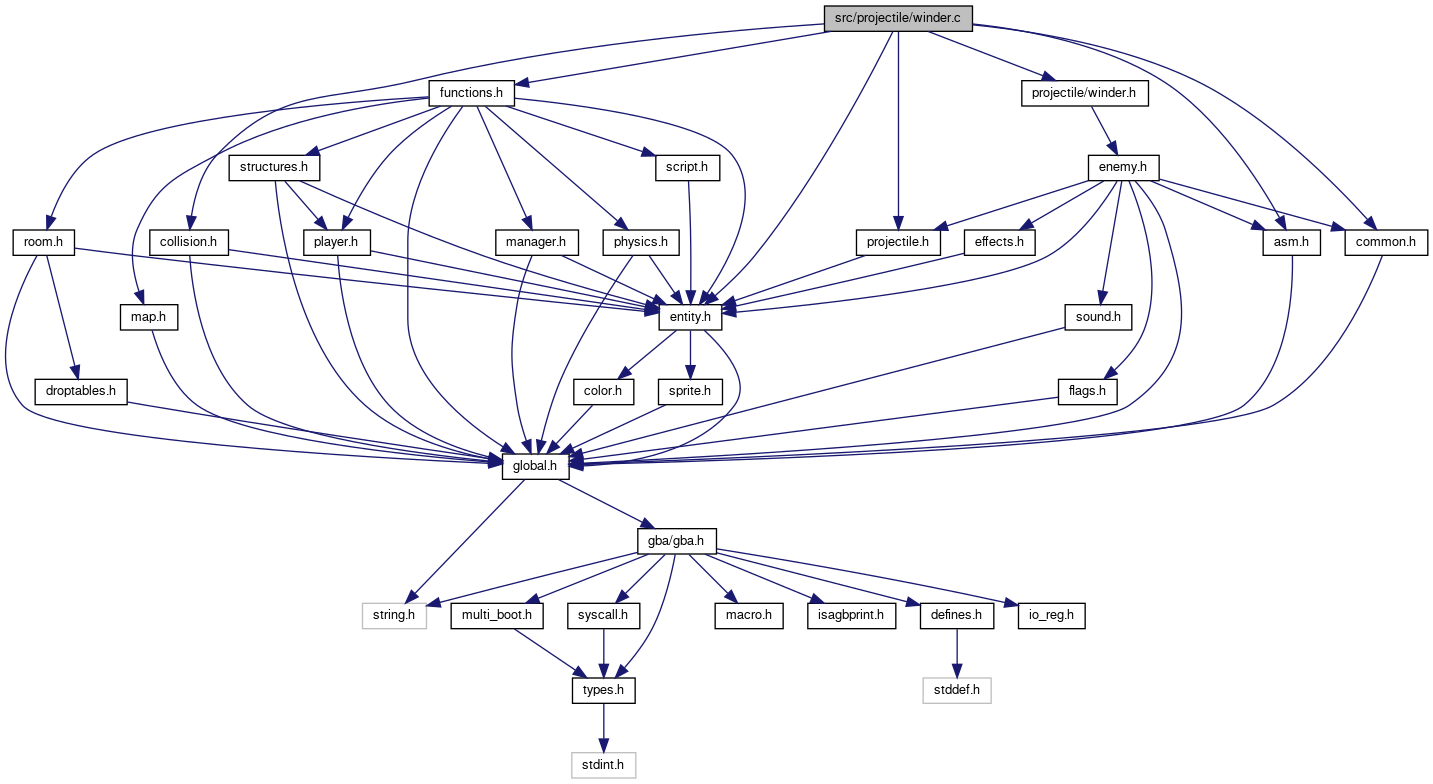 src/projectile/winder.c
functions.h
projectile/winder.h
structures.h
script.h
enemy.h
room.h
collision.h
player.h
manager.h
physics.h
projectile.h
effects.h
asm.h
common.h
map.h
entity.h
sound.h
droptables.h
color.h
sprite.h
flags.h
global.h
gba/gba.h
string.h
multi_boot.h
syscall.h
macro.h
isagbprint.h
defines.h
io_reg.h
types.h
stddef.h
stdint.h